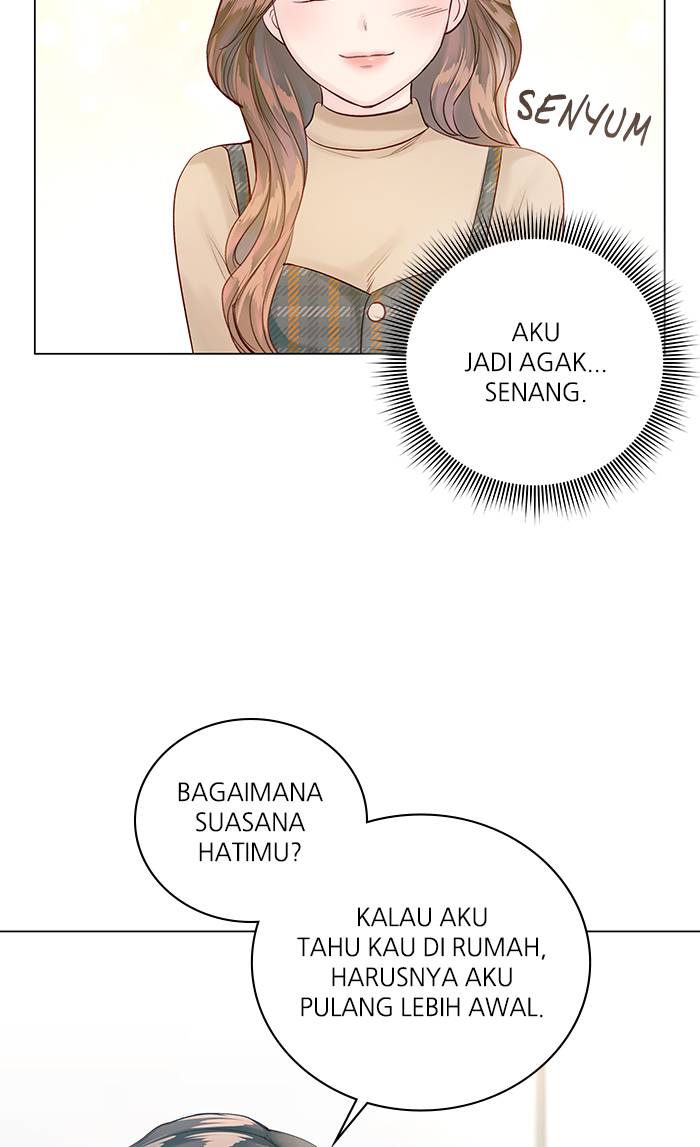 SENYUM
AKU
JADI AGAK...
SENANG.
BAGAIMANA
SUASANA
HATIMU?
KALAU AKU
TAHU KAU DI RUMAH,
HARUSNYA AKU
PULANG LEBIH AWAL.